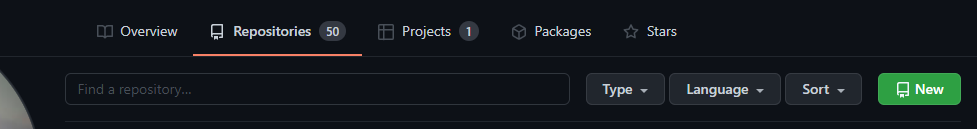 Overview Repositories 50 Projects 1 Packages Stars
Find a repository... Type Language Sort New